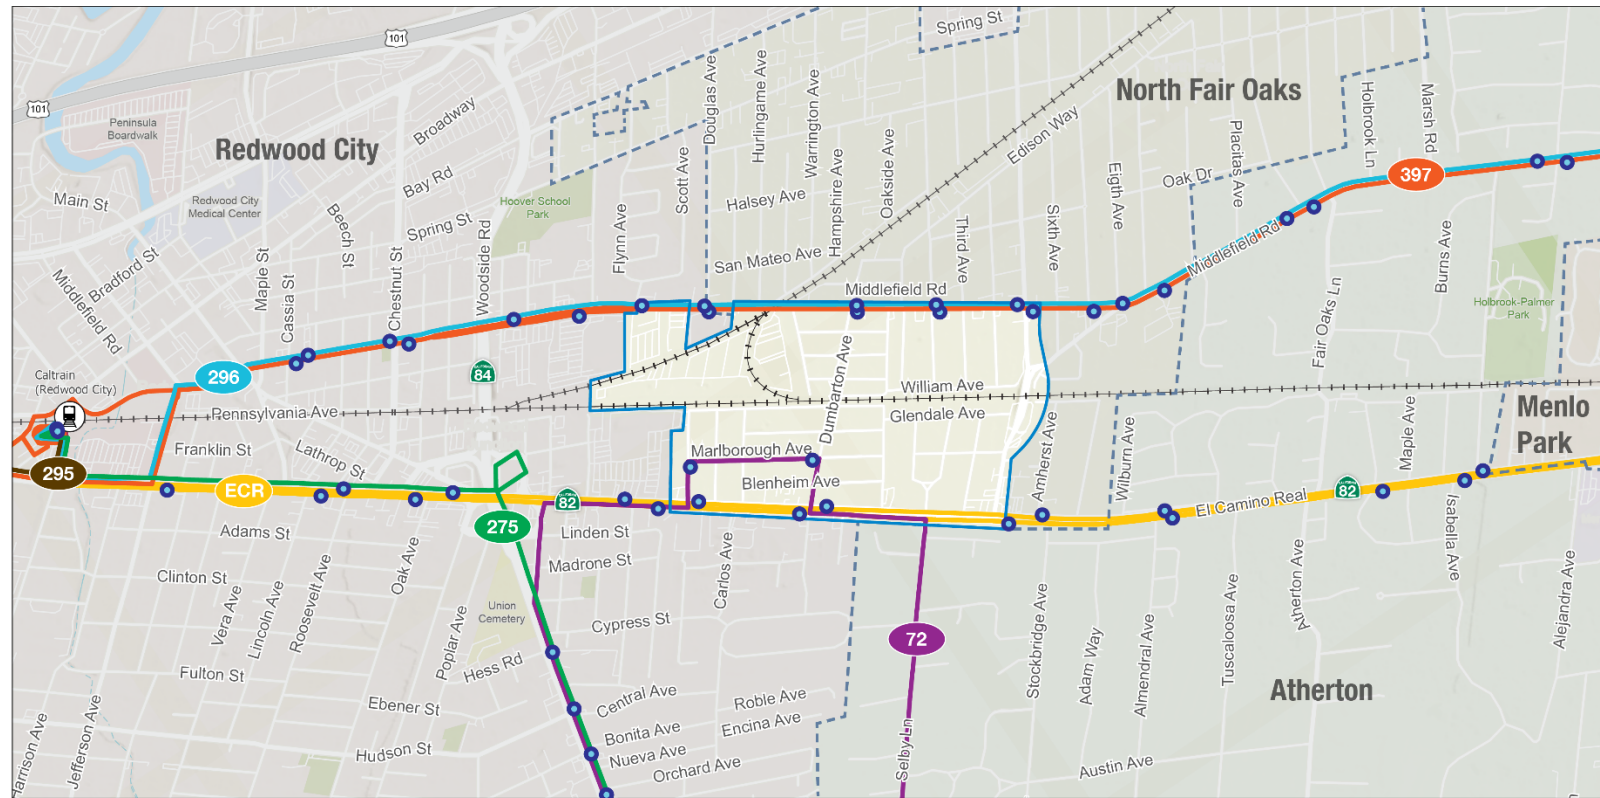 Spring St
101
101
Peninsula
Boardwalk
Redwood City
Broadway
Douglas Ave
Hurlingame Ave
Warrington Ave
North Fair Oaks
Holbrook Ln
Marsh Rd
Edison Way
Placitas Ave
Main St
Redwood City
Medical Center
Bay Rd
Hoover School
Park
Scott Ave
Halsey Ave
Hampshire Ave
Oakside Ave
Eigth Ave
Oak Dr
397
Beech St
Spring St
Flynn Ave
Third Ave
Sixth Ave
Bradford St
Middlefield Rd
Maple St
Cassia St
Chestnut St
Woodside Rd
San Mateo Ave
Middlefield Rd
Middlefield Rd
Burns Ave
Fair Oaks Ln
Holbrook-Palmer
Park
Caltrain
(Redwood City)
296
84
Dumbarton Ave
William Ave
Glendale Ave
Pennsylvania Ave
Menlo
Park
Franklin St
Lathrop St
Marlborough Ave
Blenheim Ave
Amherst Ave
Wilburn Ave
Maple Ave
295
ECR
82
82
El Camino Real
275
Adams St
Linden St
Madrone St
Clinton St
Oak Ave
Carlos Ave
Isabella Ave
Vera Ave
Lincoln Ave
Roosevelt Ave
Union
Cemetery
Poplar Ave
Cypress St
72
Stockbridge Ave
Adam Way
Almendral Ave
Tuscaloosa Ave
Atherton Ave
Alejandra Ave
Fulton St
Hess Rd
Atherton
Harrison Ave
Jefferson Ave
Ebener St
Central Ave
Roble Ave
Encina Ave
Bonita Ave
Hudson St
Nueva Ave
Orchard Ave
Selby Ln
Austin Ave